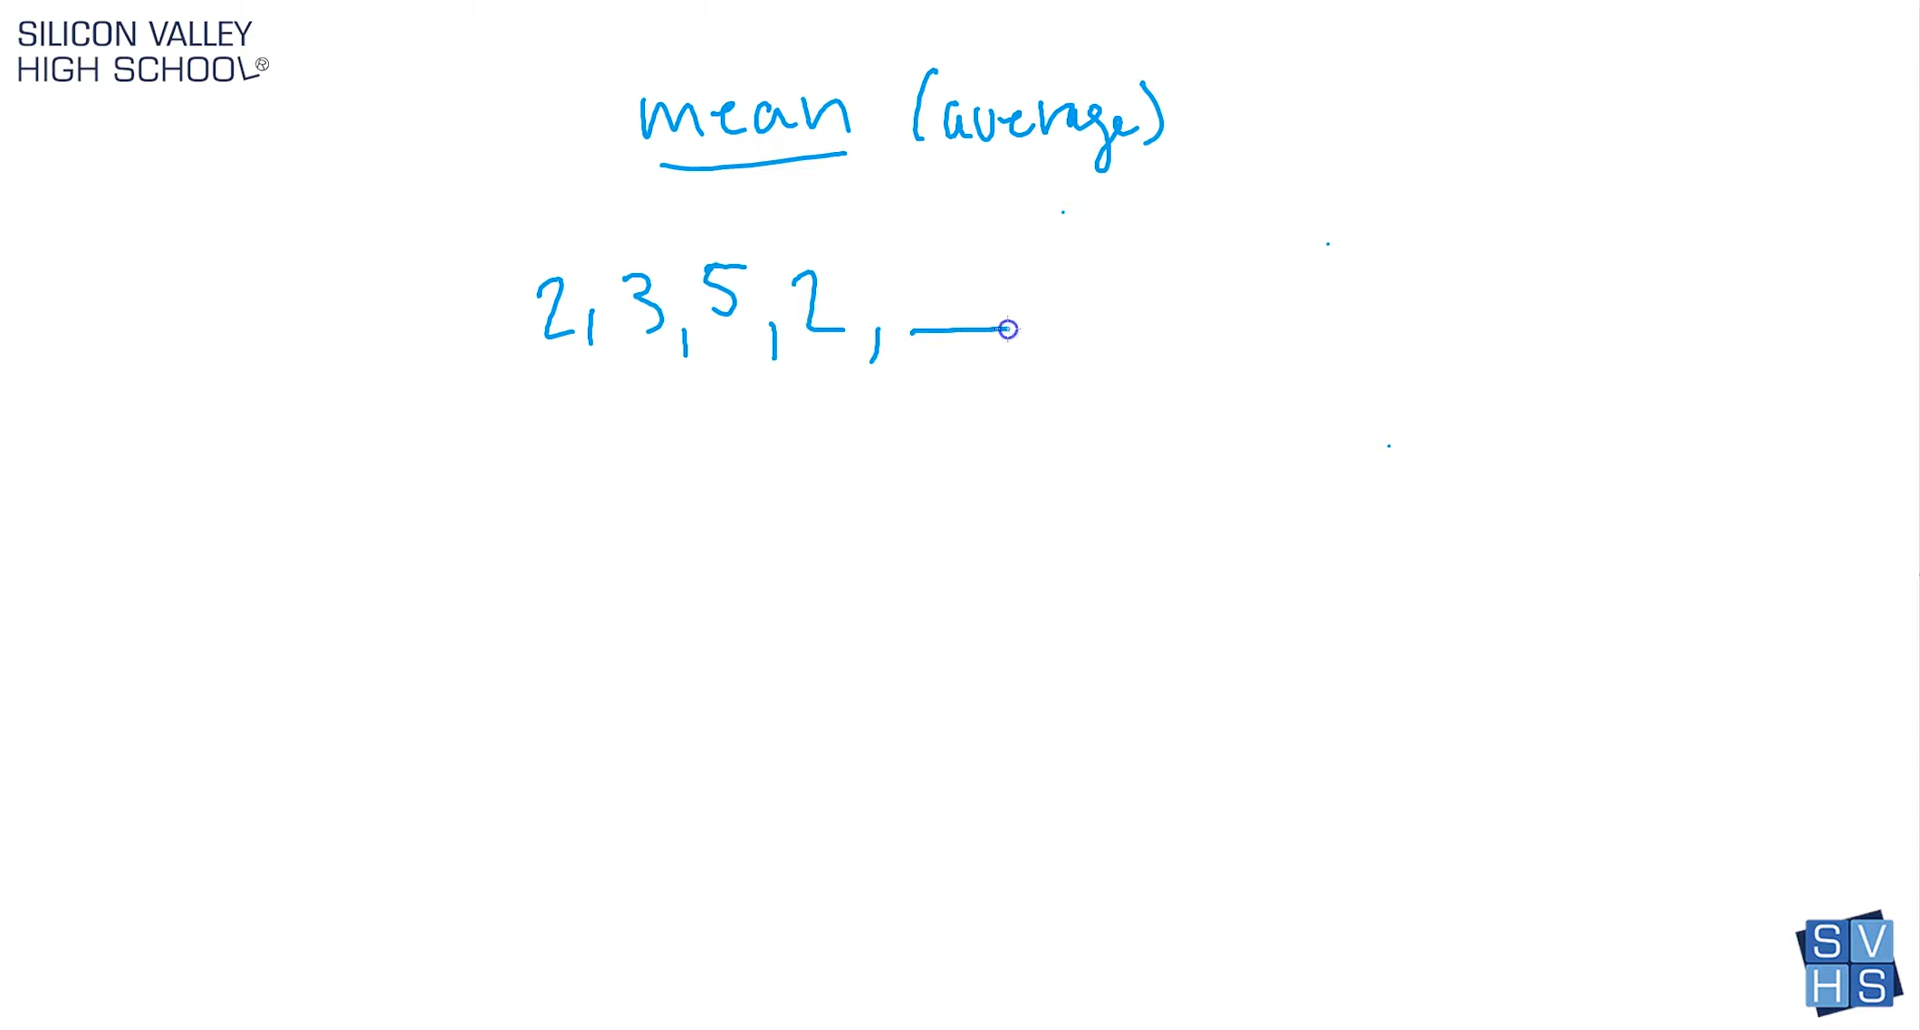 SILICON VALLEY
HIGH SCHOOL®
mean (average)
2, 3, 5, 2, ___
SV
HS